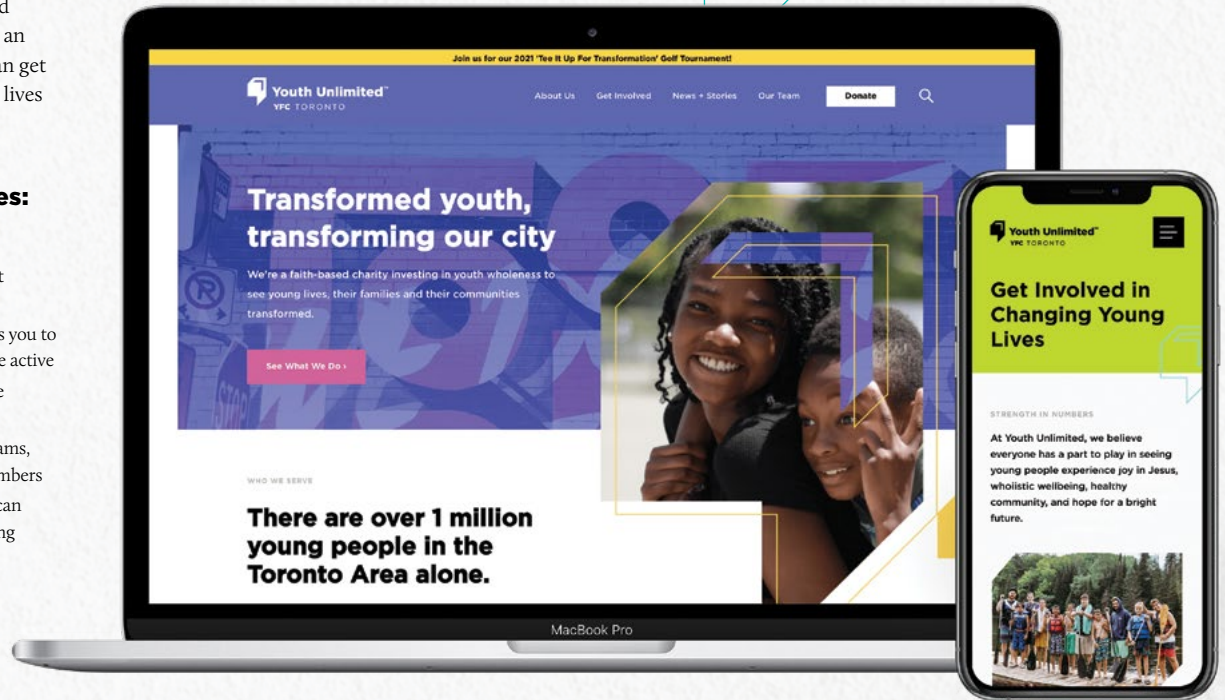 an
an get
lives
es:
t
s you to
e active
e
ams,
mbers
can
ng
Join us for our 2021 'Tee It Up For Transformation' Golf Tournament!
Youth Unlimited™
YFC TORONTO
About Us Get Involved News + Stories Our Team Donate
Transformed youth,
transforming our city
We're a faith-based charity investing in youth wholeness to
see young lives, their families and their communities
transformed.
See What We Do ›
WHO WE SERVE
There are over 1 million
young people in the
Toronto Area alone.
MacBook Pro
Youth Unlimited™
YFC TORONTO
Get Involved in
Changing Young
Lives
STRENGTH IN NUMBERS
At Youth Unlimited, we believe
everyone has a part to play in seeing
young people experience joy in Jesus,
wholistic wellbeing, healthy
community, and hope for a bright
future.